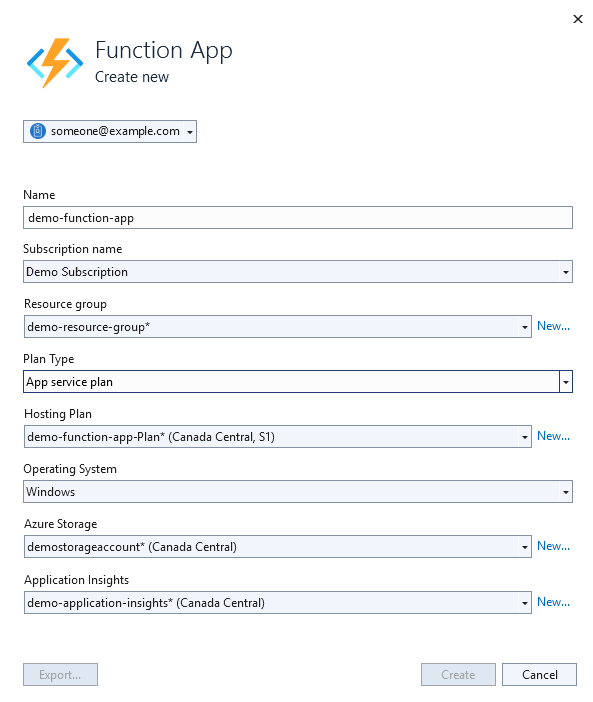 Function App
Create new
someone@example.com
Name
demo-function-app
Subscription name
Demo Subscription
Resource group
demo-resource-group*
New...
Plan Type
App service plan
Hosting Plan
demo-function-app-Plan* (Canada Central, S1)
New...
Operating System
Windows
Azure Storage
demostorageaccount* (Canada Central)
New...
Application Insights
demo-application-insights* (Canada Central)
New...
Export...
Create
Cancel